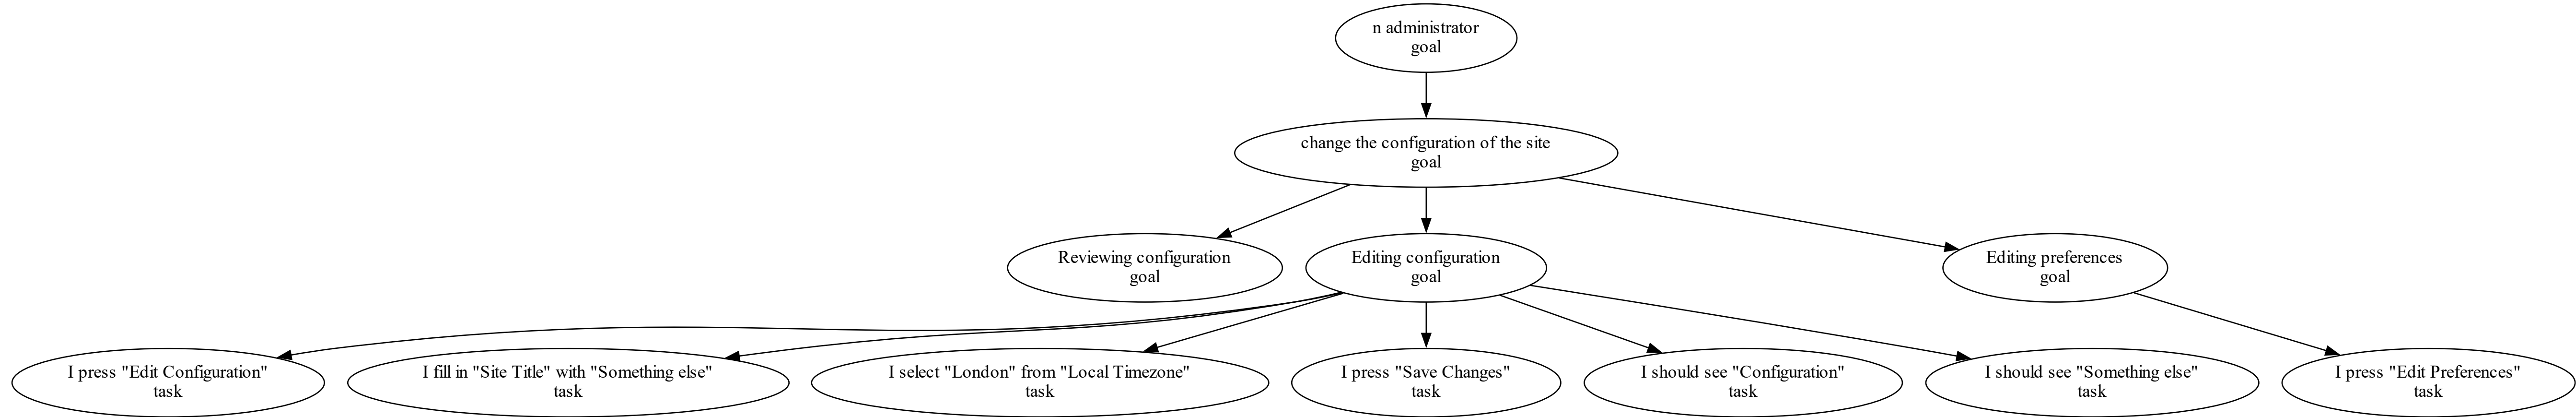 n administrator
goal
change the configuration of the site
goal
Reviewing configuration
goal
Editing configuration
goal
Editing preferences
goal
I press "Edit Configuration"
task
I fill in "Site Title" with "Something else"
task
I select "London" from "Local Timezone"
task
I press "Save Changes"
task
I should see "Configuration"
task
I should see "Something else"
task
I press "Edit Preferences"
task